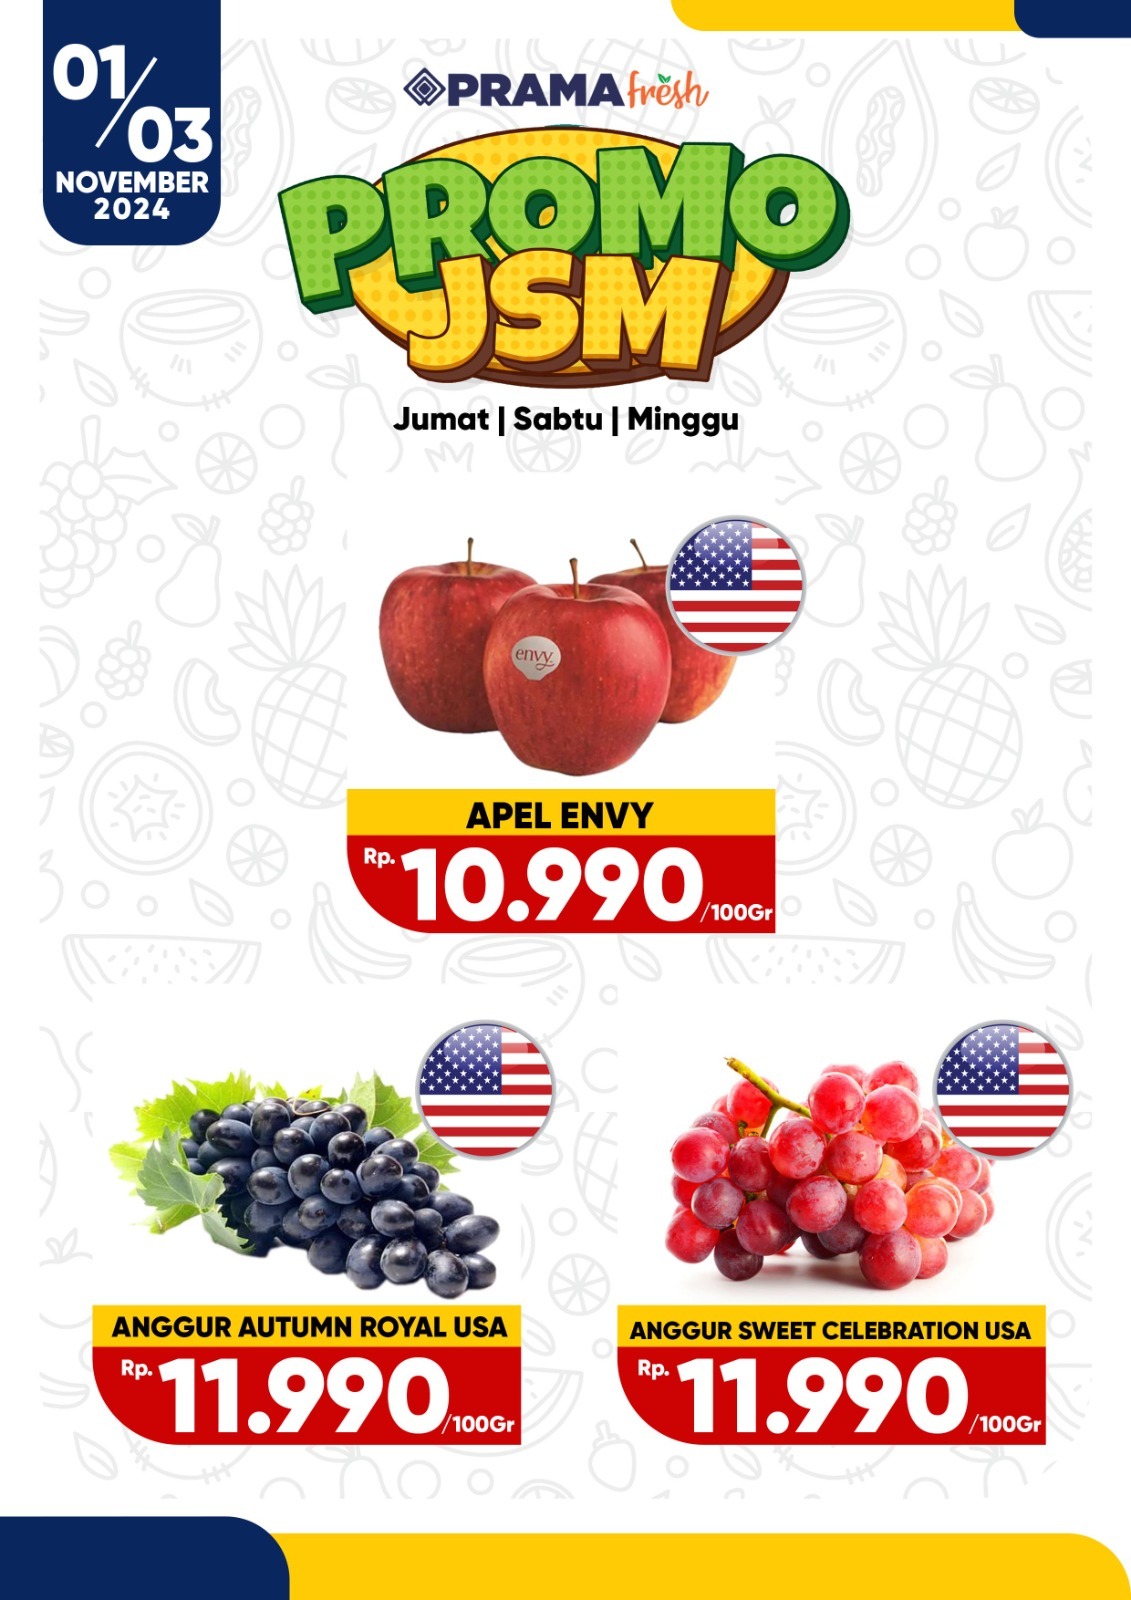 01/03
NOVEMBER
2024
PRAMA fresh
PROMO
JSM
Jumat | Sabtu | Minggu
envy
APEL ENVY
Rp. 10.990/100Gr
ANGGUR AUTUMN ROYAL USA
Rp. 11.990/100Gr
ANGGUR SWEET CELEBRATION USA
Rp. 11.990/100Gr